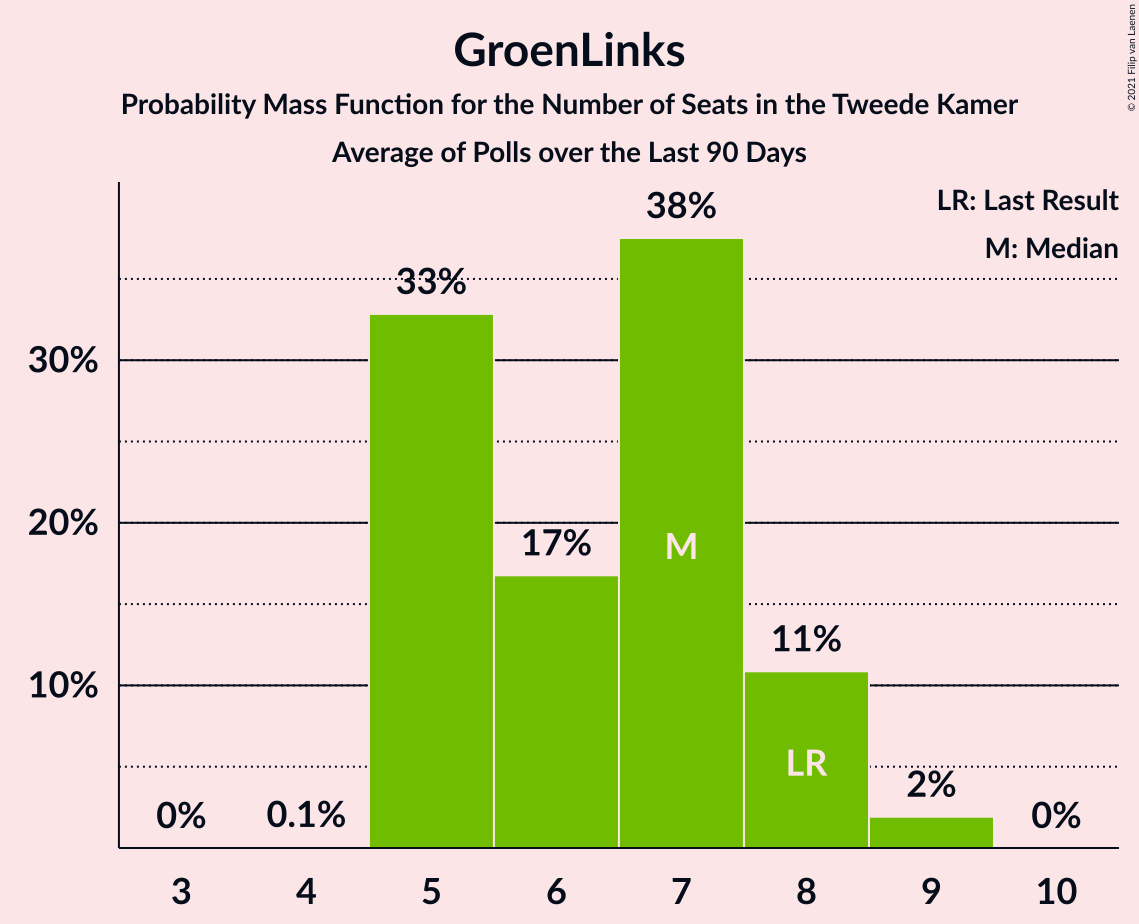 GroenLinks
Probability Mass Function for the Number of Seats in the Tweede Kamer
Average of Polls over the Last 90 Days
© 2021 Filip van Laenen
LR: Last Result
M: Median
38%
33%
30%
20%
17%
M
11%
10%
LR
2%
0%
0.1%
0%
3 4 5 6 7 8 9 10